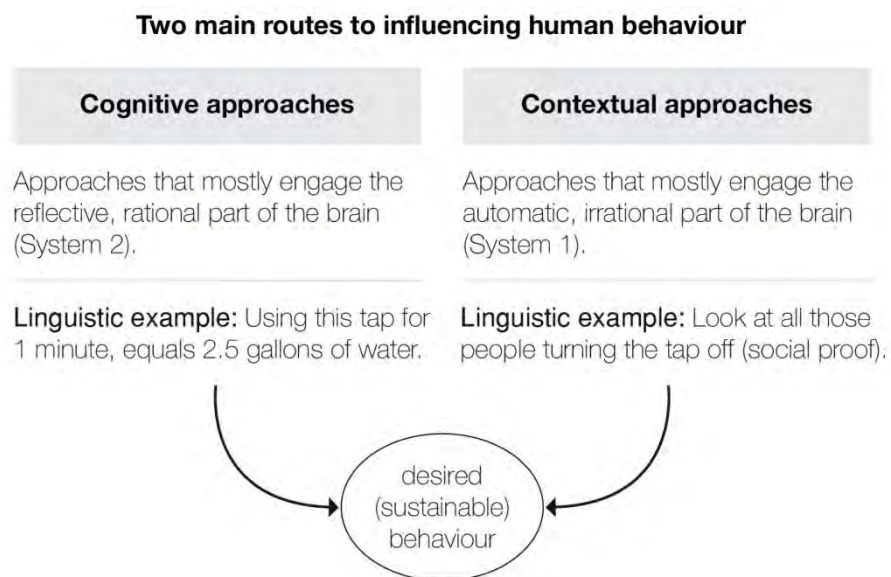 Two main routes to influencing human behaviour
Cognitive approaches
Approaches that mostly engage the
reflective, rational part of the brain
(System 2).
Linguistic example: Using this tap for
1 minute, equals 2.5 gallons of water.
Contextual approaches
Approaches that mostly engage the
automatic, irrational part of the brain
(System 1).
Linguistic example: Look at all those
people turning the tap off (social proof).
desired
(sustainable)
behaviour